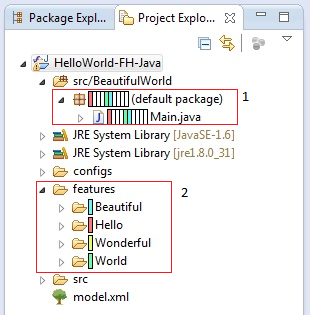 Package Expl...
Project Explo...
HelloWorld-FH-Java
src/BeautifulWorld
(default package)
1
Main.java
JRE System Library [JavaSE-1.6]
JRE System Library [jre1.8.0_31]
configs
features
2
Beautiful
Hello
Wonderful
World
src
model.xml